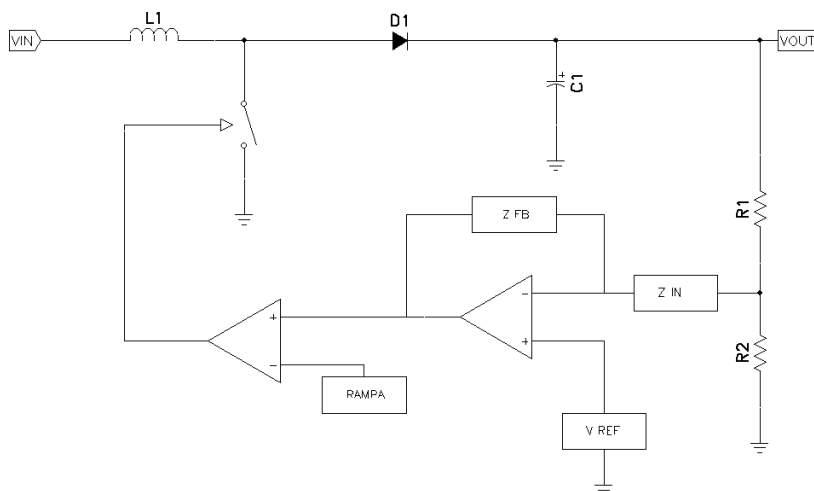 L1
D1
VIN
VOUT
+
C1
Z FB
R1
Z IN
-
+
+
-
R2
RAMPA
V REF